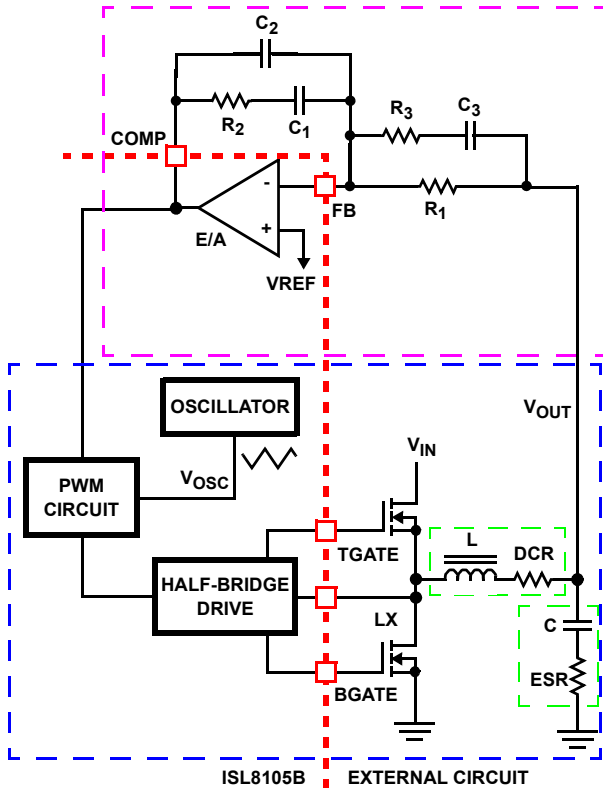 C2
R2
C1
R3
C3
COMP
-
+
E/A
FB
R1
VREF
OSCILLATOR
VOSC
VOUT
VIN
PWM
CIRCUIT
TGATE
L
DCR
HALF-BRIDGE
DRIVE
LX
C
BGATE
ESR
ISL8105B
EXTERNAL CIRCUIT